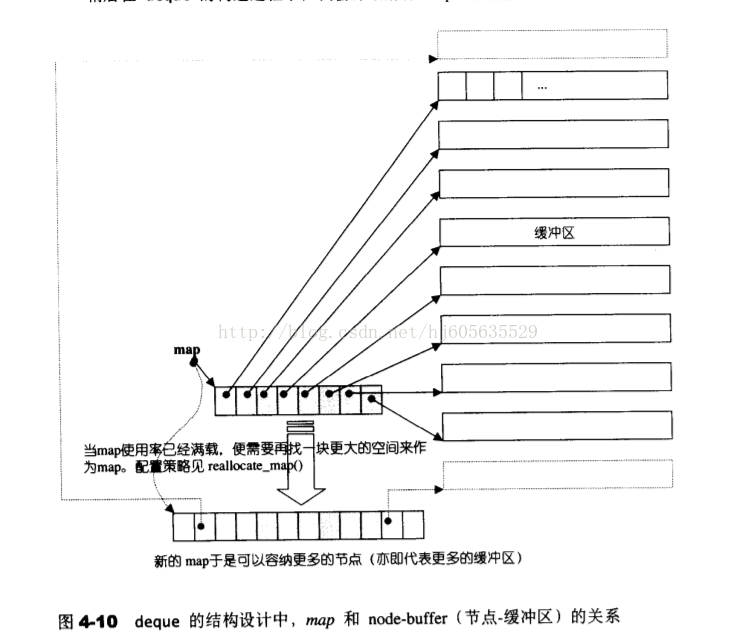 ...
缓冲区
http://blog.csdn.net/hj605635529
map
当map使用率已经满载，便需要再找一块更大的空间来作
为map。配置策略见 reallocate_map()
新的 map于是可以容纳更多的节点（亦即代表更多的缓冲区）
图 4-10 deque 的结构设计中，map 和 node-buffer（节点-缓冲区）的关系